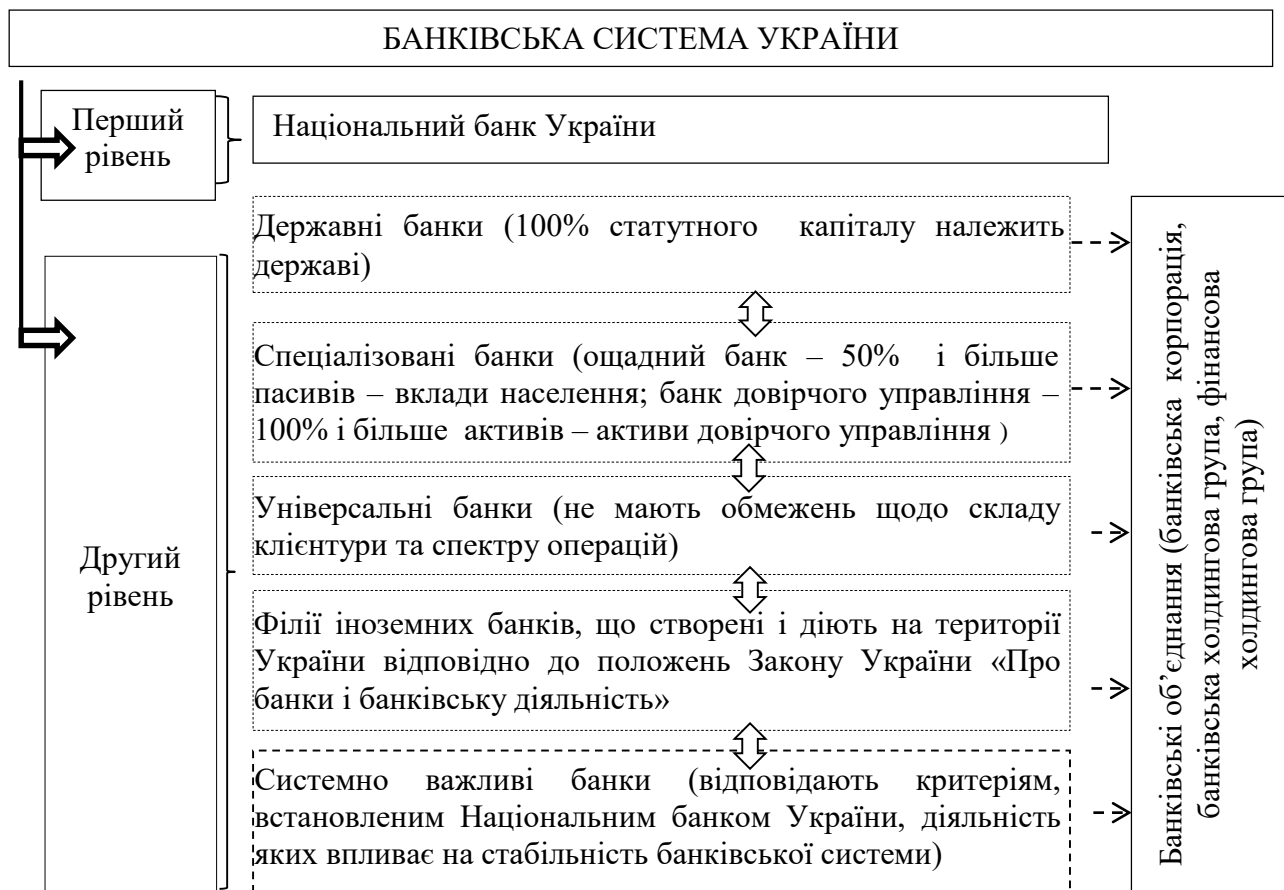 БАНКІВСЬКА СИСТЕМА УКРАЇНИ
Перший
рівень
Національний банк України
Державні банки (100% статутного капіталу належить
державі)
Спеціалізовані банки (ощадний банк – 50% і більше
пасивів – вклади населення; банк довірчого управління –
100% і більше активів – активи довірчого управління )
Універсальні банки (не мають обмежень щодо складу
клієнтури та спектру операцій)
Другий
рівень
Філії іноземних банків, що створені і діють на території
України відповідно до положень Закону України «Про
банки і банківську діяльність»
Системно важливі банки (відповідають критеріям,
встановленим Національним банком України, діяльність
яких впливає на стабільність банківської системи)
Банківські об’єднання (банківська корпорація,
банківська холдингова група, фінансова
холдингова група)